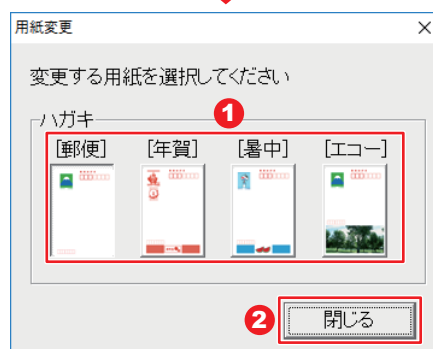 用紙変更
変更する用紙を選択してください
ハガキ
1
[郵便] [年賀] [暑中] [エコー]
2 閉じる